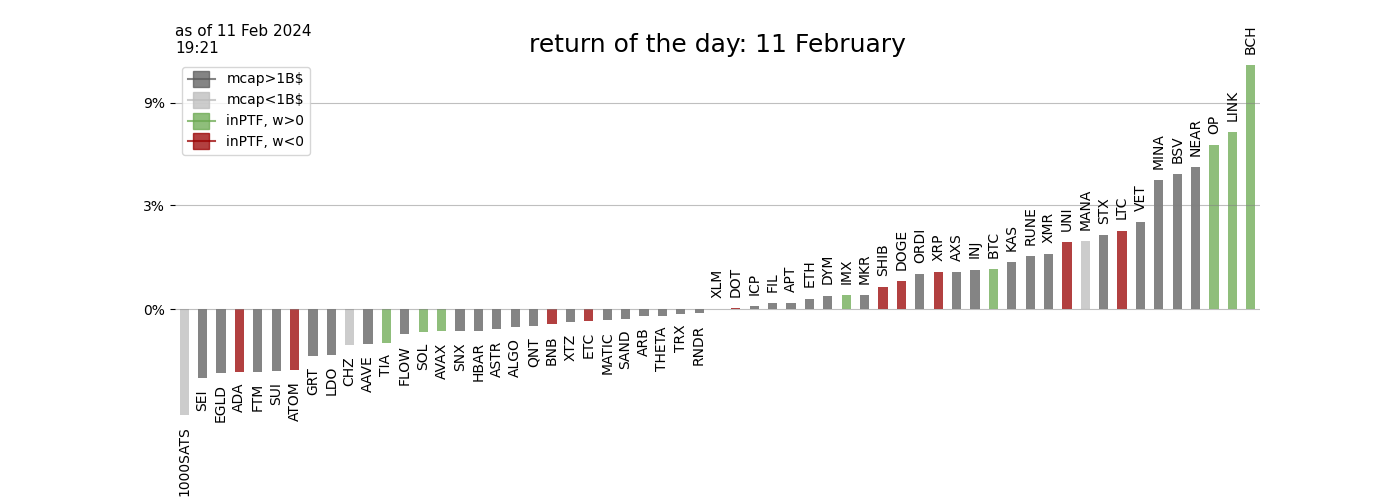 as of 11 Feb 2024
19:21
return of the day: 11 February
mcap>1B$
mcap<1B$
inPTF, w>0
inPTF, w<0
9%
3%
0%
1000SATS
SEI
EGLD
ADA
FTM
SUI
ATOM
GRT
LDO
CHZ
AAVE
TIA
FLOW
SOL
AVAX
SNX
HBAR
ASTR
ALGO
QNT
BNB
XTZ
ETC
MATIC
SAND
ARB
THETA
TRX
RNDR
XLM
DOT
ICP
FIL
APT
ETH
DYM
IMX
MKR
SHIB
DOGE
ORDI
XRP
AXS
INJ
BTC
KAS
RUNE
XMR
UNI
MANA
STX
LTC
VET
MINA
BSV
NEAR
OP
LINK
BCH